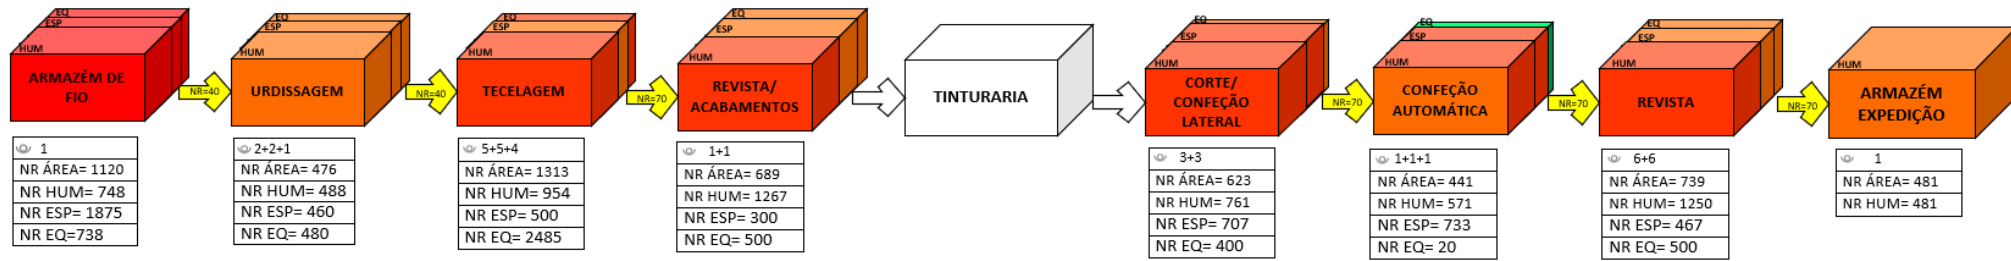 EQ
ESP
HUM
ARMAZÉM DE
FIO
NR=40
EQ
ESP
HUM
URDISSAGEM
NR=40
EQ
ESP
HUM
TECELAGEM
NR=70
EQ
ESP
HUM
REVISTA/
ACABAMENTOS
TINTURARIA
EQ
ESP
HUM
CORTE/
CONFEÇÃO
LATERAL
NR=70
EQ
ESP
HUM
CONFEÇÃO
AUTOMÁTICA
NR=70
EQ
ESP
HUM
REVISTA
NR=70
ARMAZÉM
EXPEDIÇÃO
1
NR ÁREA= 1120
NR HUM= 748
NR ESP= 1875
NR EQ=738
2+2+1
NR ÁREA= 476
NR HUM= 488
NR ESP= 460
NR EQ= 480
5+5+4
NR ÁREA= 1313
NR HUM= 954
NR ESP= 500
NR EQ= 2485
1+1
NR ÁREA= 689
NR HUM= 1267
NR ESP= 300
NR EQ= 500
3+3
NR ÁREA= 623
NR HUM= 761
NR ESP= 707
NR EQ= 400
1+1+1
NR ÁREA= 441
NR HUM= 571
NR ESP= 733
NR EQ= 20
6+6
NR ÁREA= 739
NR HUM= 1250
NR ESP= 467
NR EQ= 500
1
NR ÁREA= 481
NR HUM= 481